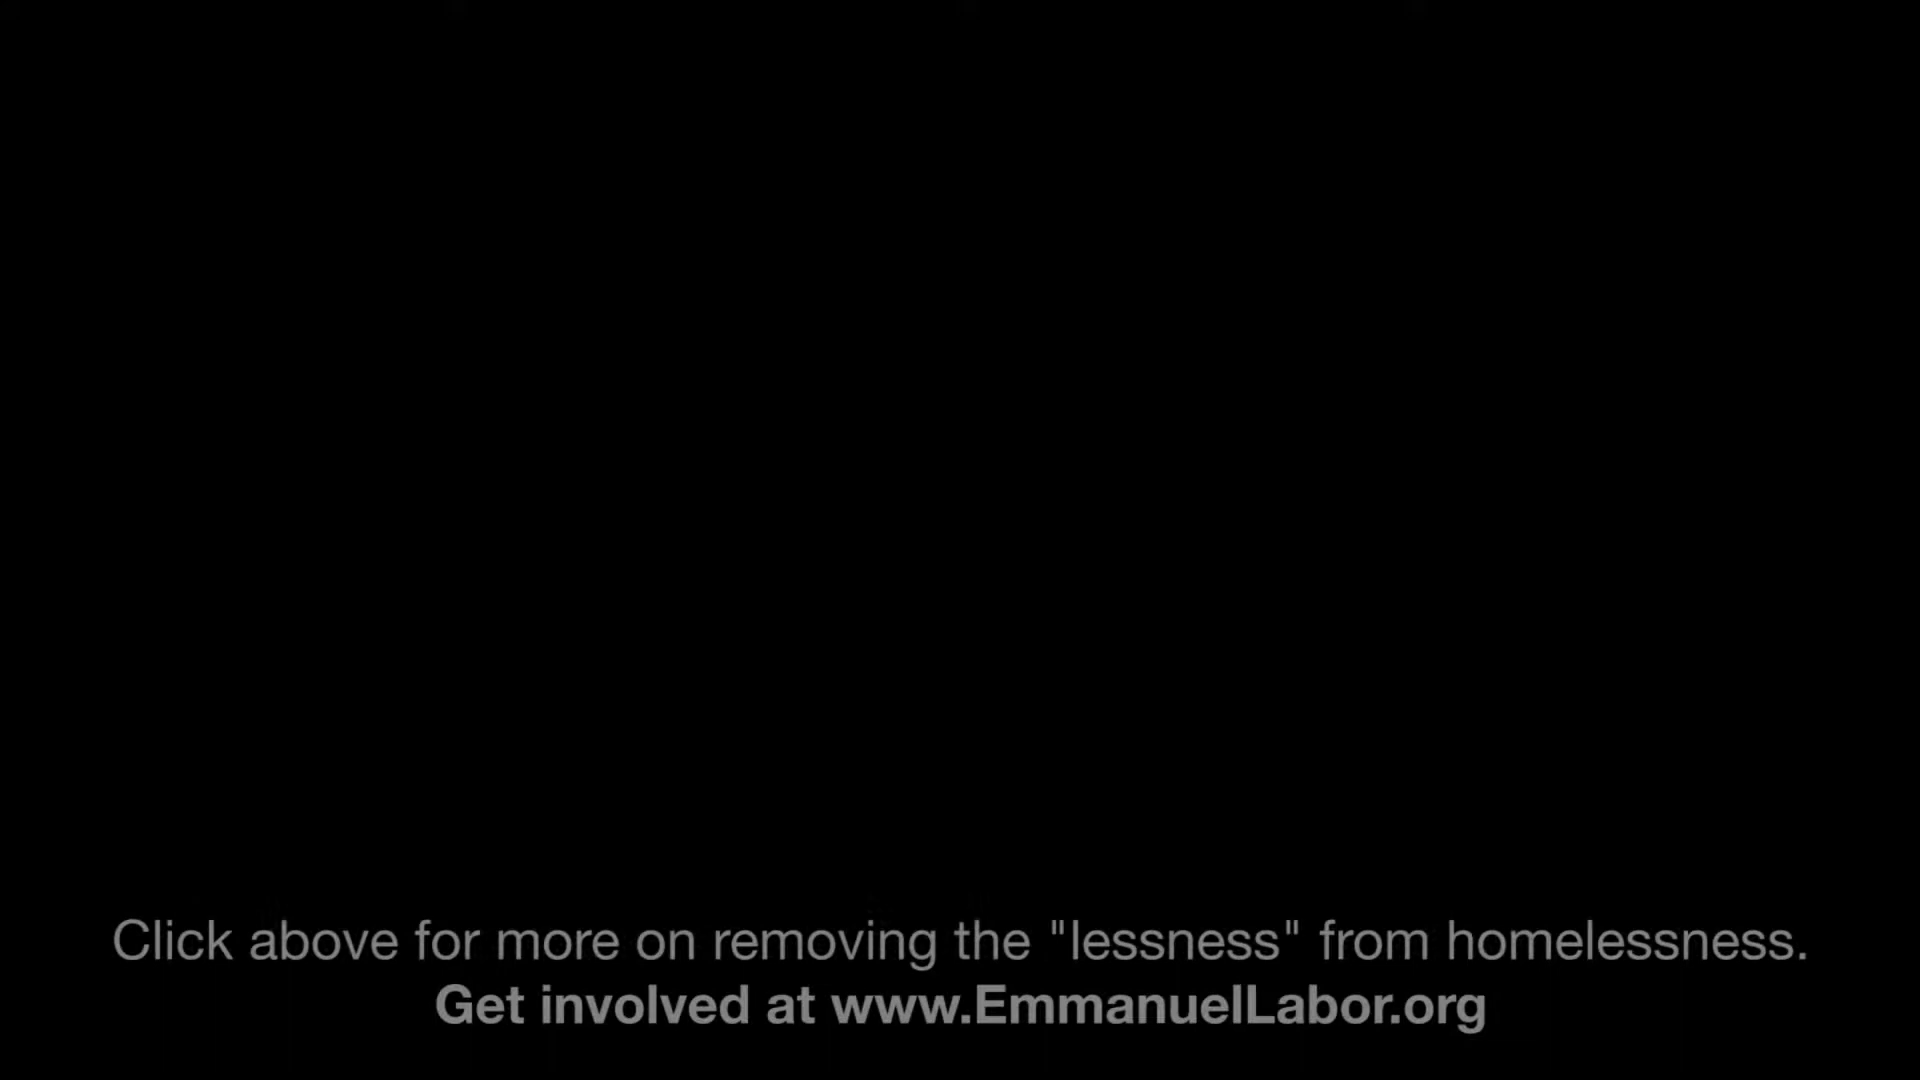 Click above for more on removing the "lessness" from homelessness.
Get involved at www.EmmanuelLabor.org